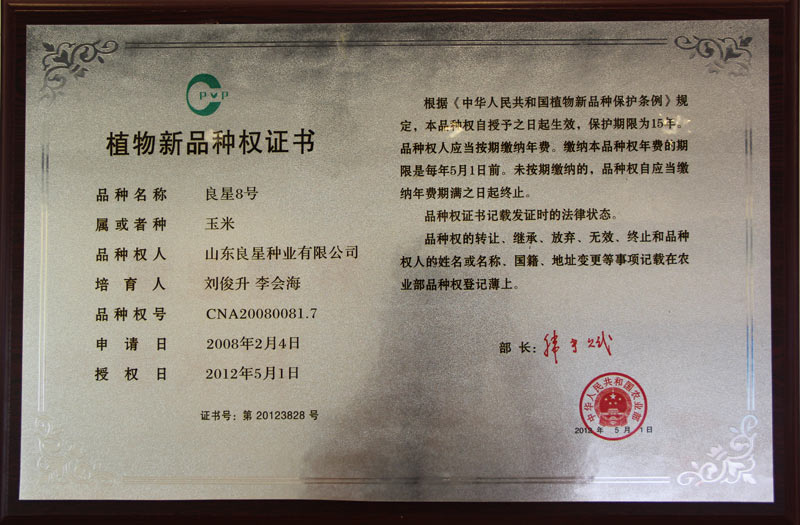 PVP
植物新品种权证书
品种名称 良星8号
属或者种 玉米
品种权人 山东良星种业有限公司
培育人 刘俊升 李会海
品种权号 CNA20080081.7
申请日 2008年2月4日
授权日 2012年5月1日
证书号：第 20123828 号
根据《中华人民共和国植物新品种保护条例》规
定，本品种权自授予之日起生效，保护期限为15年。
品种权人应当按期缴纳年费。缴纳本品种权年费的期
限是每年5月1日前。未按期缴纳的，品种权自应当缴
纳年费期满之日起终止。
品种权证书记载发证时的法律状态。
品种权的转让、继承、放弃、无效、终止和品种
权人的姓名或名称、国籍、地址变更等事项记载在农
业部品种权登记薄上。
部长：
中华人民共和国农业部
2012 年 5 月 1日